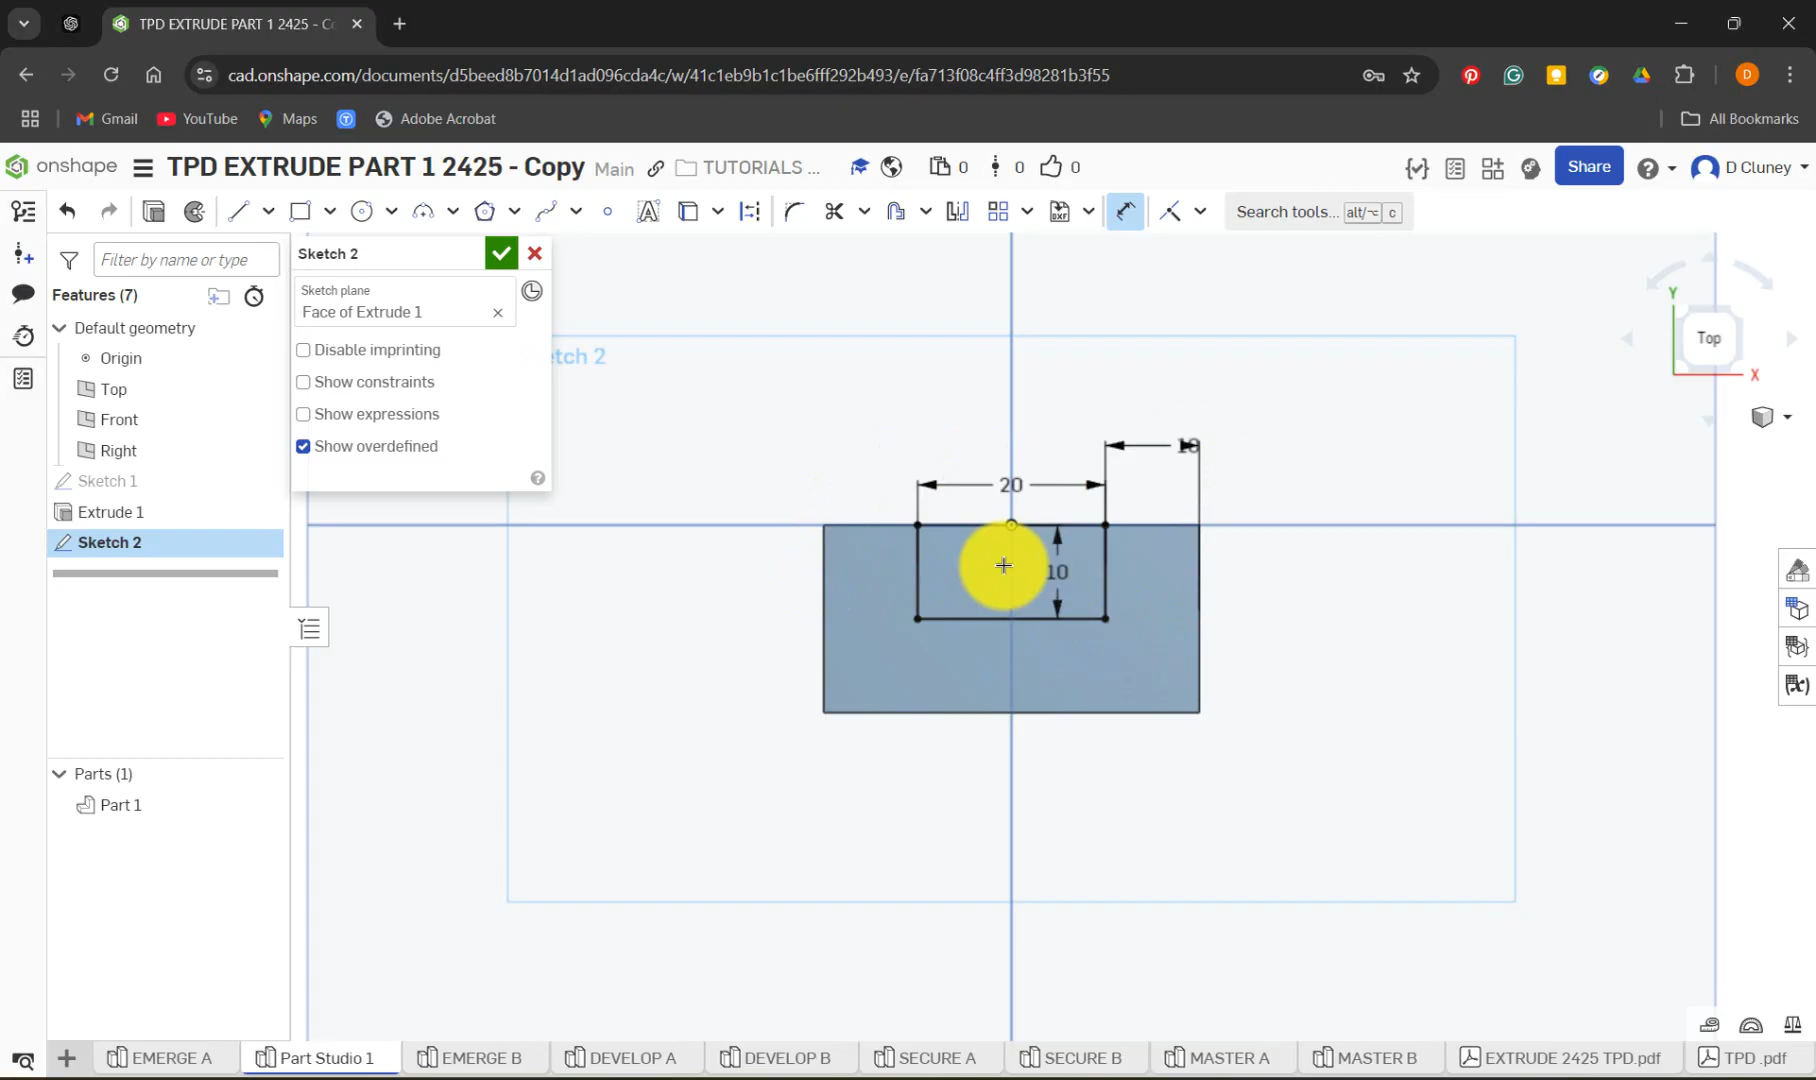 TPD EXTRUDE PART 1 2425 - Co
cad.onshape.com/documents/d5beed8b7014d1ad096cda4c/w/41c1eb9b1c1be6fff292b493/e/fa713f08c4ff3d98281b3f55
D
Gmail
YouTube
Maps
Adobe Acrobat
All Bookmarks
onshape
TPD EXTRUDE PART 1 2425 - Copy
Main
TUTORIALS ...
0
0
0
Share
D Cluney
Search tools...
alt/⌥
c
Filter by name or type
Features (7)
Default geometry
Origin
Top
Front
Right
Sketch 1
Extrude 1
Sketch 2
Parts (1)
Part 1
Sketch 2
Sketch plane
Face of Extrude 1
Disable imprinting
Show constraints
Show expressions
Show overdefined
tch 2
20
10
10
Y
Top
X
EMERGE A
Part Studio 1
EMERGE B
DEVELOP A
DEVELOP B
SECURE A
SECURE B
MASTER A
MASTER B
EXTRUDE 2425 TPD.pdf
TPD .pdf